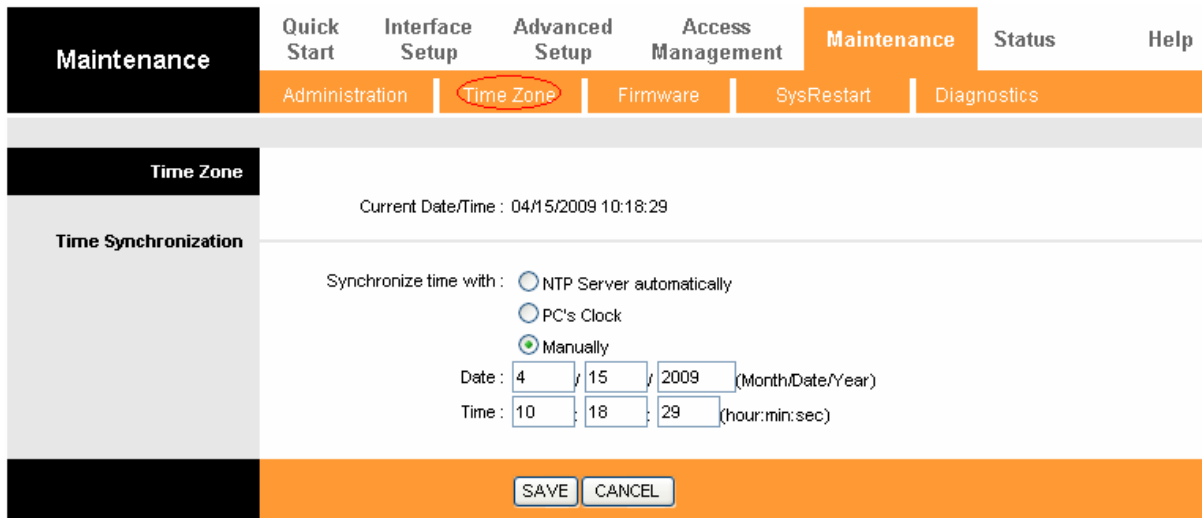 Maintenance
Quick Start
Interface Setup
Advanced Setup
Access Management
Maintenance
Status
Help
Administration
Time Zone
Firmware
SysRestart
Diagnostics
Time Zone
Current Date/Time : 04/15/2009 10:18:29
Time Synchronization
Synchronize time with : NTP Server automatically
PC's Clock
Manually
Date : 4 / 15 / 2009 (Month/Date/Year)
Time : 10 : 18 : 29 (hour:min:sec)
SAVE CANCEL